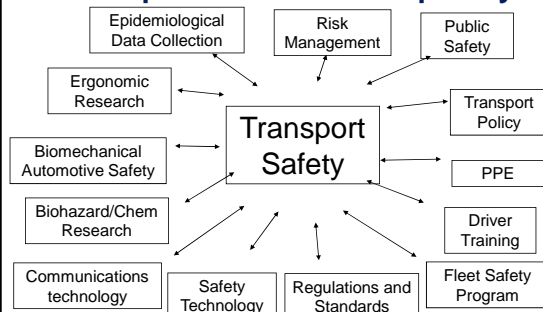 Epidemiological
Data Collection
Risk
Management
Public
Safety
Ergonomic
Research
Transport
Policy
Transport
Safety
Biomechanical
Automotive Safety
PPE
Biohazard/Chem
Research
Driver
Training
Communications
technology
Safety
Technology
Regulations and
Standards
Fleet Safety
Program